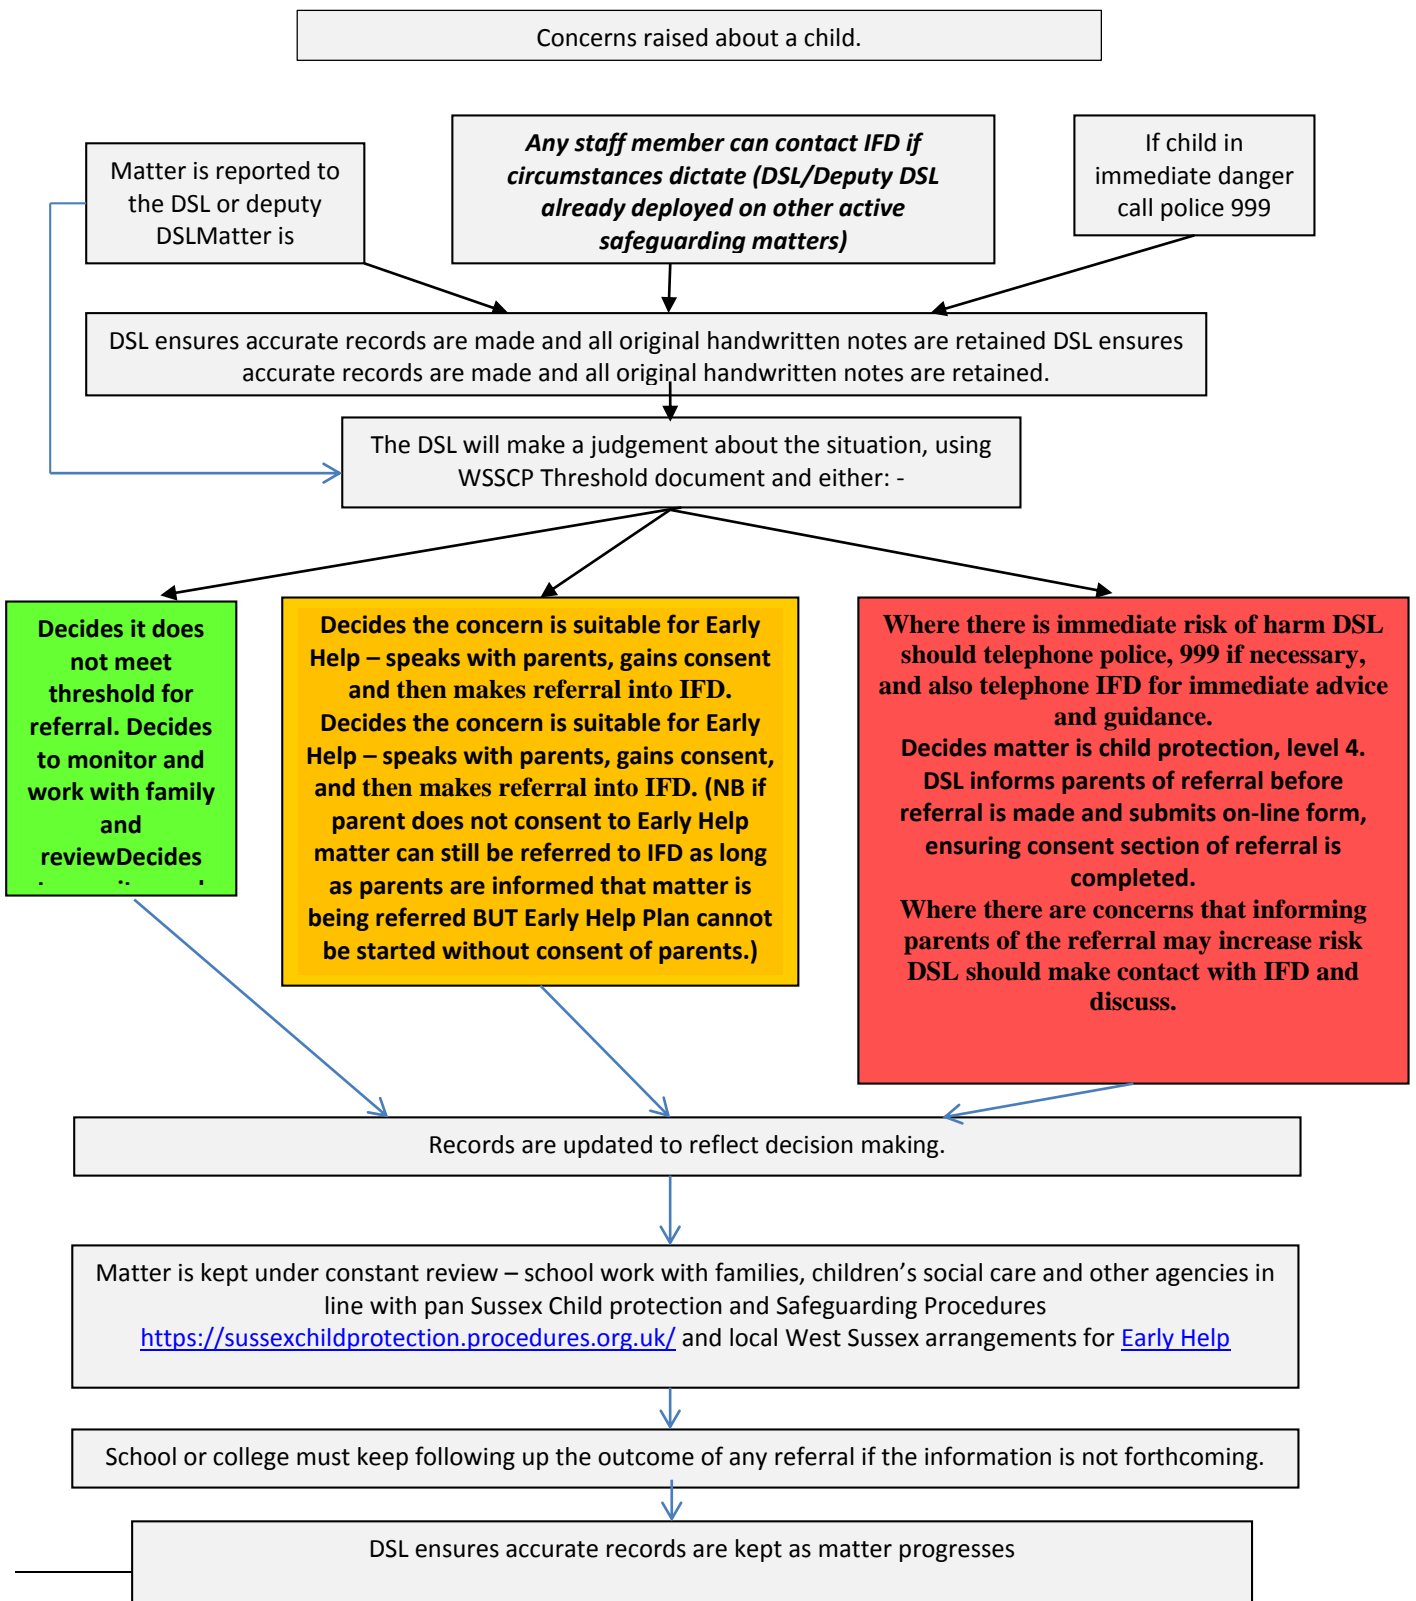 Concerns raised about a child.
Matter is reported to
the DSL or deputy
DSLMatter is
Any staff member can contact IFD if
circumstances dictate (DSL/Deputy DSL
already deployed on other active
safeguarding matters)
If child in
immediate danger
call police 999
DSL ensures accurate records are made and all original handwritten notes are retained DSL ensures
accurate records are made and all original handwritten notes are retained.
The DSL will make a judgement about the situation, using
WSSCP Threshold document and either: -
Decides it does
not meet
threshold for
referral. Decides
to monitor and
work with family
and
reviewDecides
Decides the concern is suitable for Early
Help – speaks with parents, gains consent
and then makes referral into IFD.
Decides the concern is suitable for Early
Help – speaks with parents, gains consent,
and then makes referral into IFD. (NB if
parent does not consent to Early Help
matter can still be referred to IFD as long
as parents are informed that matter is
being referred BUT Early Help Plan cannot
be started without consent of parents.)
Where there is immediate risk of harm DSL
should telephone police, 999 if necessary,
and also telephone IFD for immediate advice
and guidance.
Decides matter is child protection, level 4.
DSL informs parents of referral before
referral is made and submits on-line form,
ensuring consent section of referral is
completed.
Where there are concerns that informing
parents of the referral may increase risk
DSL should make contact with IFD and
discuss.
Records are updated to reflect decision making.
Matter is kept under constant review – school work with families, children’s social care and other agencies in
line with pan Sussex Child protection and Safeguarding Procedures
https://sussexchildprotection.procedures.org.uk/ and local West Sussex arrangements for Early Help
School or college must keep following up the outcome of any referral if the information is not forthcoming.
DSL ensures accurate records are kept as matter progresses